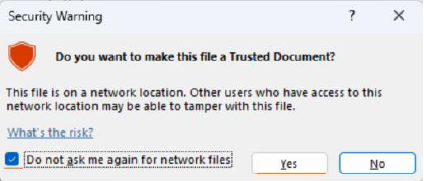 Security Warning
?
Do you want to make this file a Trusted Document?
This file is on a network location. Other users who have access to this
network location may be able to tamper with this file.
What's the risk?
Do not ask me again for network files
Yes
No